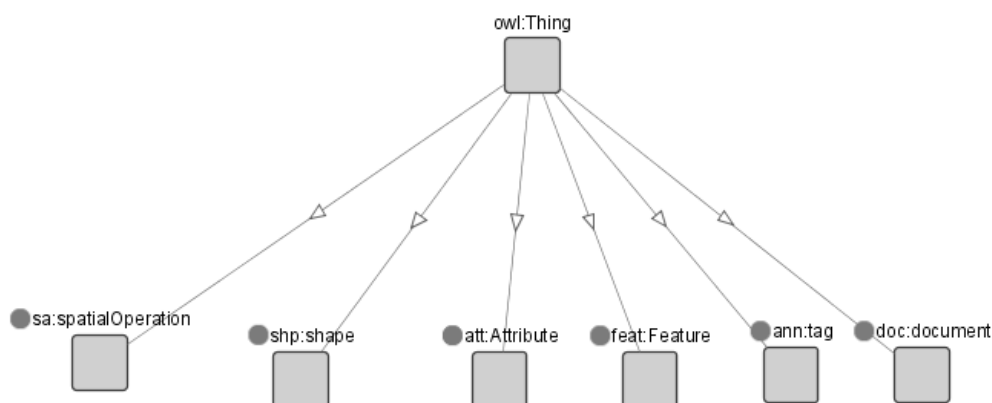 owl:Thing
sa:spatialOperation
shp:shape
att:Attribute
feat:Feature
ann:tag
doc:document